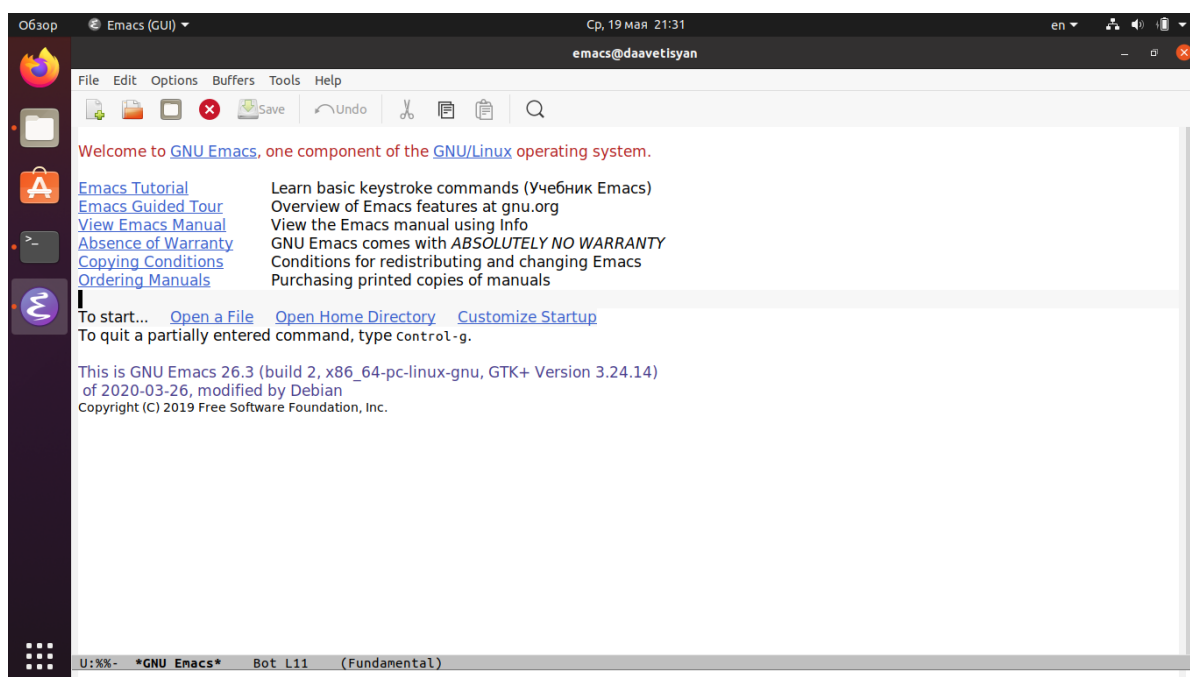 Обзор Emacs (GUI) Ср, 19 мая 21:31 en
emacs@daavetisyan
File Edit Options Buffers Tools Help
Save Undo
Welcome to GNU Emacs, one component of the GNU/Linux operating system.
Emacs Tutorial Learn basic keystroke commands (Учебник Emacs)
Emacs Guided Tour Overview of Emacs features at gnu.org
View Emacs Manual View the Emacs manual using Info
Absence of Warranty GNU Emacs comes with ABSOLUTELY NO WARRANTY
Copying Conditions Conditions for redistributing and changing Emacs
Ordering Manuals Purchasing printed copies of manuals
To start... Open a File Open Home Directory Customize Startup
To quit a partially entered command, type control-g.
This is GNU Emacs 26.3 (build 2, x86_64-pc-linux-gnu, GTK+ Version 3.24.14)
of 2020-03-26, modified by Debian
Copyright (C) 2019 Free Software Foundation, Inc.
U:%%- *GNU Emacs* Bot L11 (Fundamental)